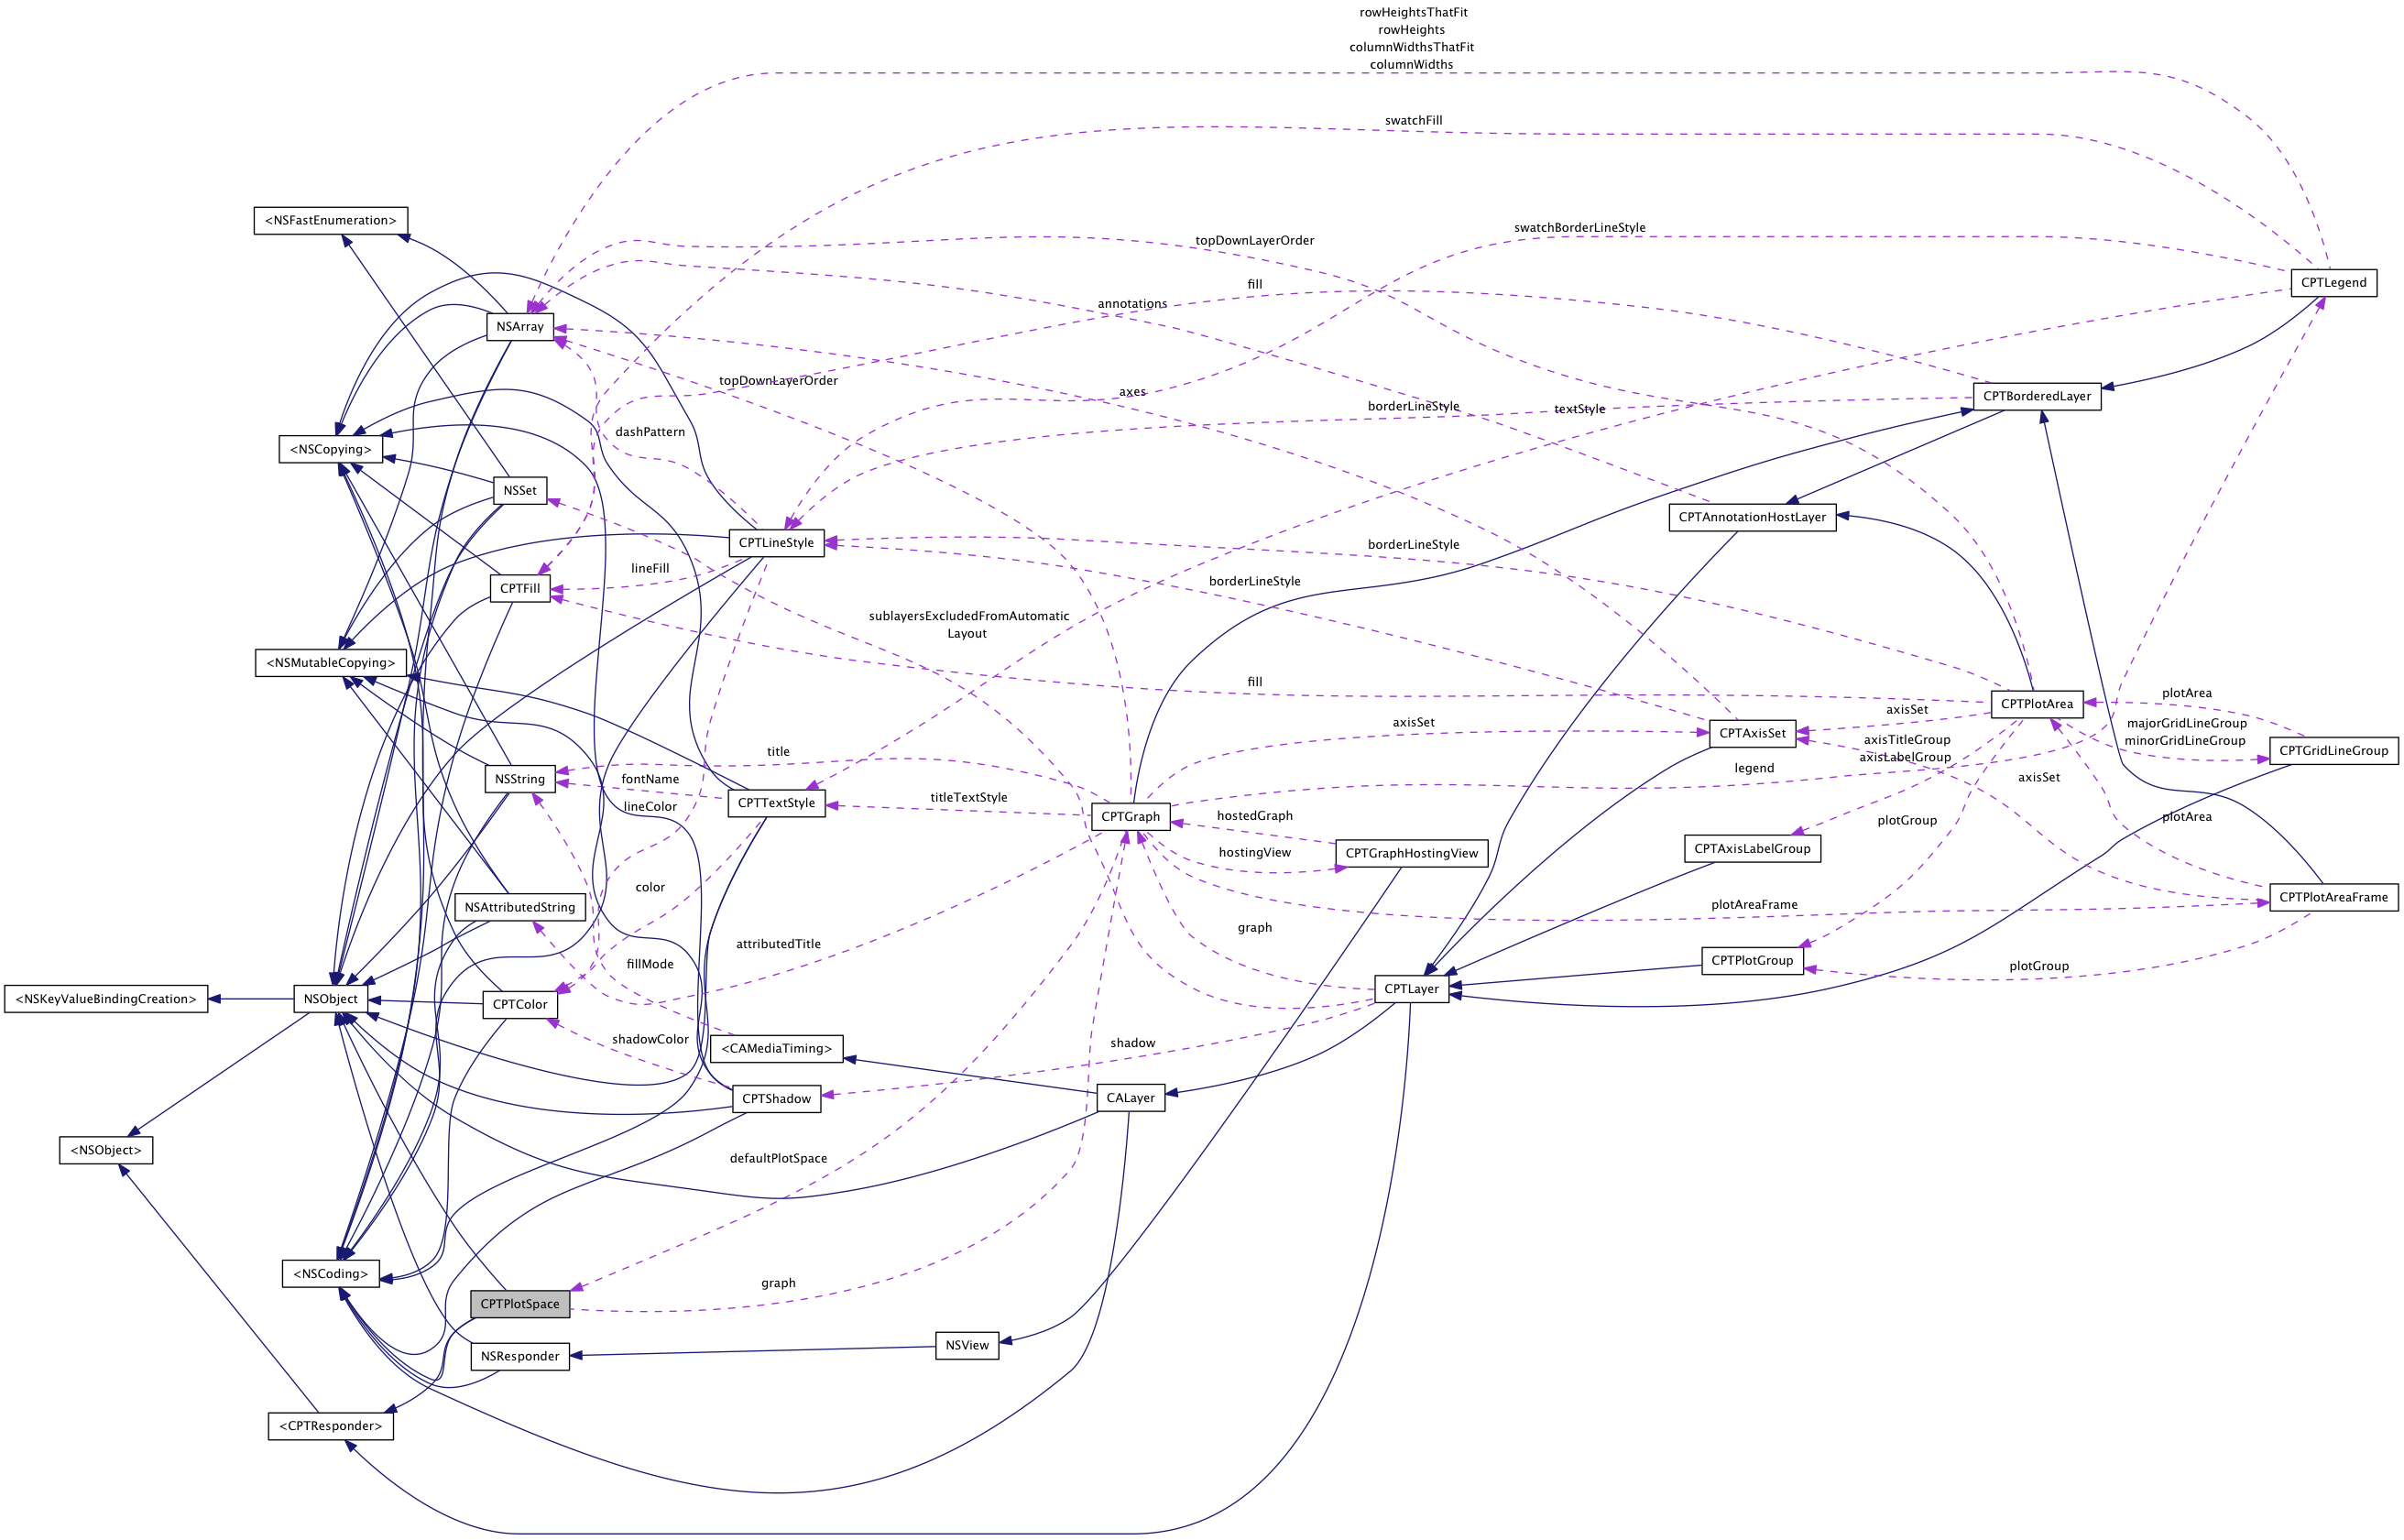 rowHeightsThatFit
rowHeights
columnWidthsThatFit
columnWidths
swatchFill
<NSFastEnumeration>
swatchBorderLineStyle
topDownLayerOrder
CPTLegend
fill
annotations
NSArray
topDownLayerOrder
axes
CPTBorderedLayer
borderLineStyle
textStyle
dashPattern
<NSCopying>
NSSet
CPTAnnotationHostLayer
CPTLineStyle
borderLineStyle
lineFill
borderLineStyle
CPTFill
sublayersExcludedFromAutomatic
Layout
<NSMutableCopying>
fill
plotArea
CPTPlotArea
axisSet
axisSet
majorGridLineGroup
minorGridLineGroup
CPTAxisSet
axisTitleGroup
axisLabelGroup
title
CPTGridLineGroup
legend
NSString
fontName
axisSet
titleTextStyle
CPTTextStyle
lineColor
CPTGraph
hostedGraph
plotGroup
plotArea
CPTAxisLabelGroup
hostingView
CPTGraphHostingView
color
CPTPlotAreaFrame
plotAreaFrame
NSAttributedString
graph
attributedTitle
CPTPlotGroup
fillMode
plotGroup
CPTLayer
<NSKeyValueBindingCreation>
NSObject
CPTColor
shadowColor
<CAMediaTiming>
shadow
CPTShadow
CALayer
<NSObject>
defaultPlotSpace
<NSCoding>
graph
CPTPlotSpace
NSView
NSResponder
<CPTResponder>